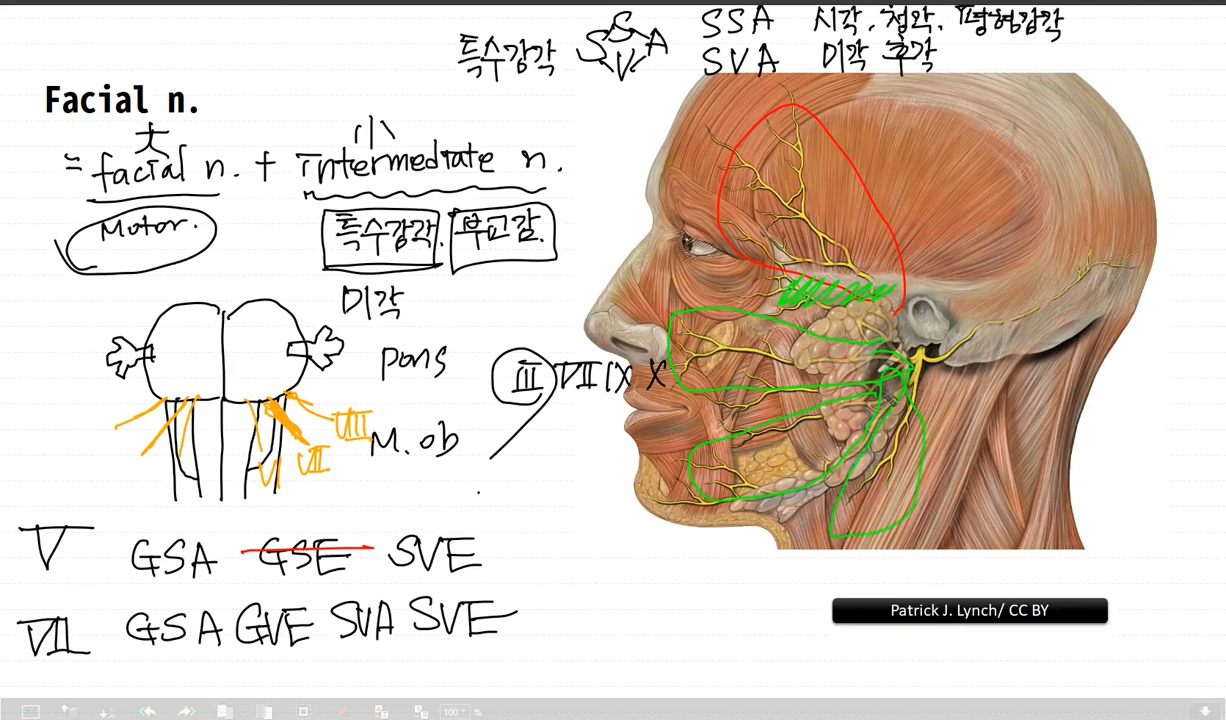 SSA 시각, 청각, 평형감각
특수감각 S S V A SVA 미각 후각
Facial n.
大 小
= facial n. + intermediate n.
Motor. 특수감각. 부교감.
미각
pons
III VII IX X
VIII
M. ob
VI VII
V GSA GSE SVE
VII GSA GVE SVA SVE
Patrick J. Lynch/ CC BY
100 %